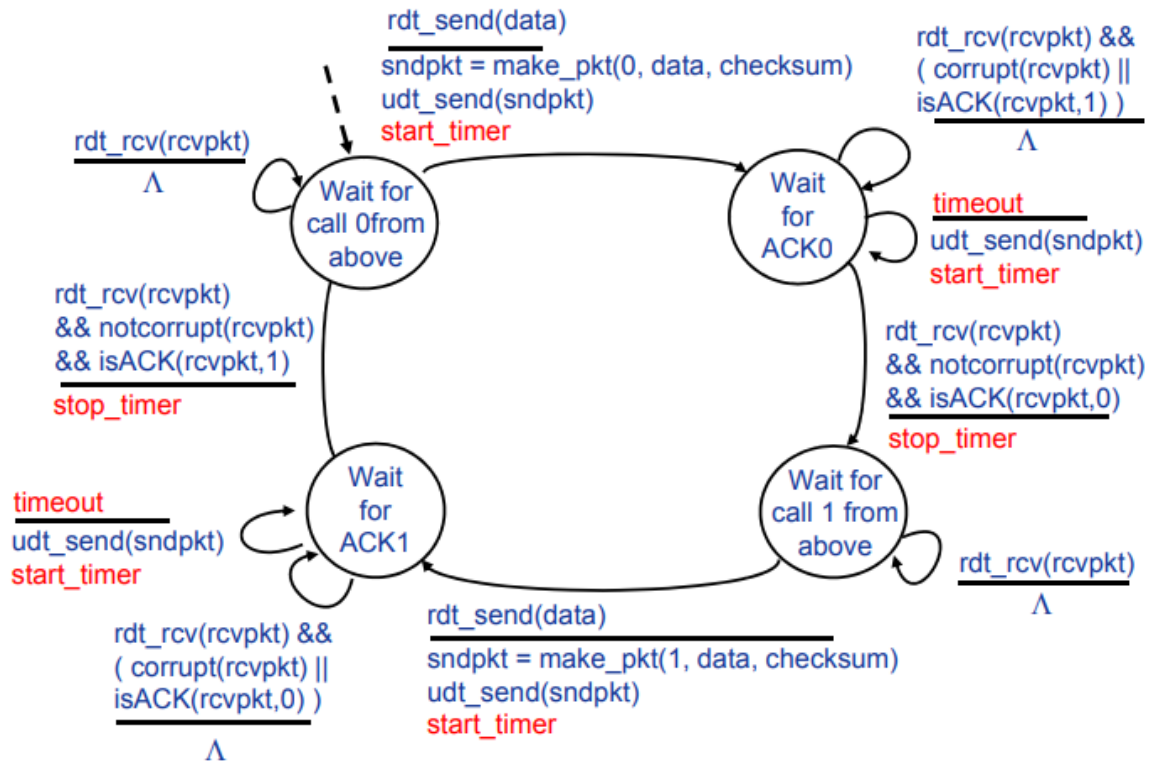 rdt_send(data)
sndpkt = make_pkt(0, data, checksum)
udt_send(sndpkt)
start_timer
rdt_rcv(rcvpkt) &&
( corrupt(rcvpkt) ||
isACK(rcvpkt,1) )
Λ
rdt_rcv(rcvpkt)
Λ
Wait for
call 0from
above
Wait
for
ACK0
timeout
udt_send(sndpkt)
start_timer
rdt_rcv(rcvpkt)
&& notcorrupt(rcvpkt)
&& isACK(rcvpkt,1)
stop_timer
rdt_rcv(rcvpkt)
&& notcorrupt(rcvpkt)
&& isACK(rcvpkt,0)
stop_timer
Wait
for
ACK1
Wait for
call 1 from
above
timeout
udt_send(sndpkt)
start_timer
rdt_rcv(rcvpkt)
Λ
rdt_rcv(rcvpkt) &&
( corrupt(rcvpkt) ||
isACK(rcvpkt,0) )
Λ
rdt_send(data)
sndpkt = make_pkt(1, data, checksum)
udt_send(sndpkt)
start_timer